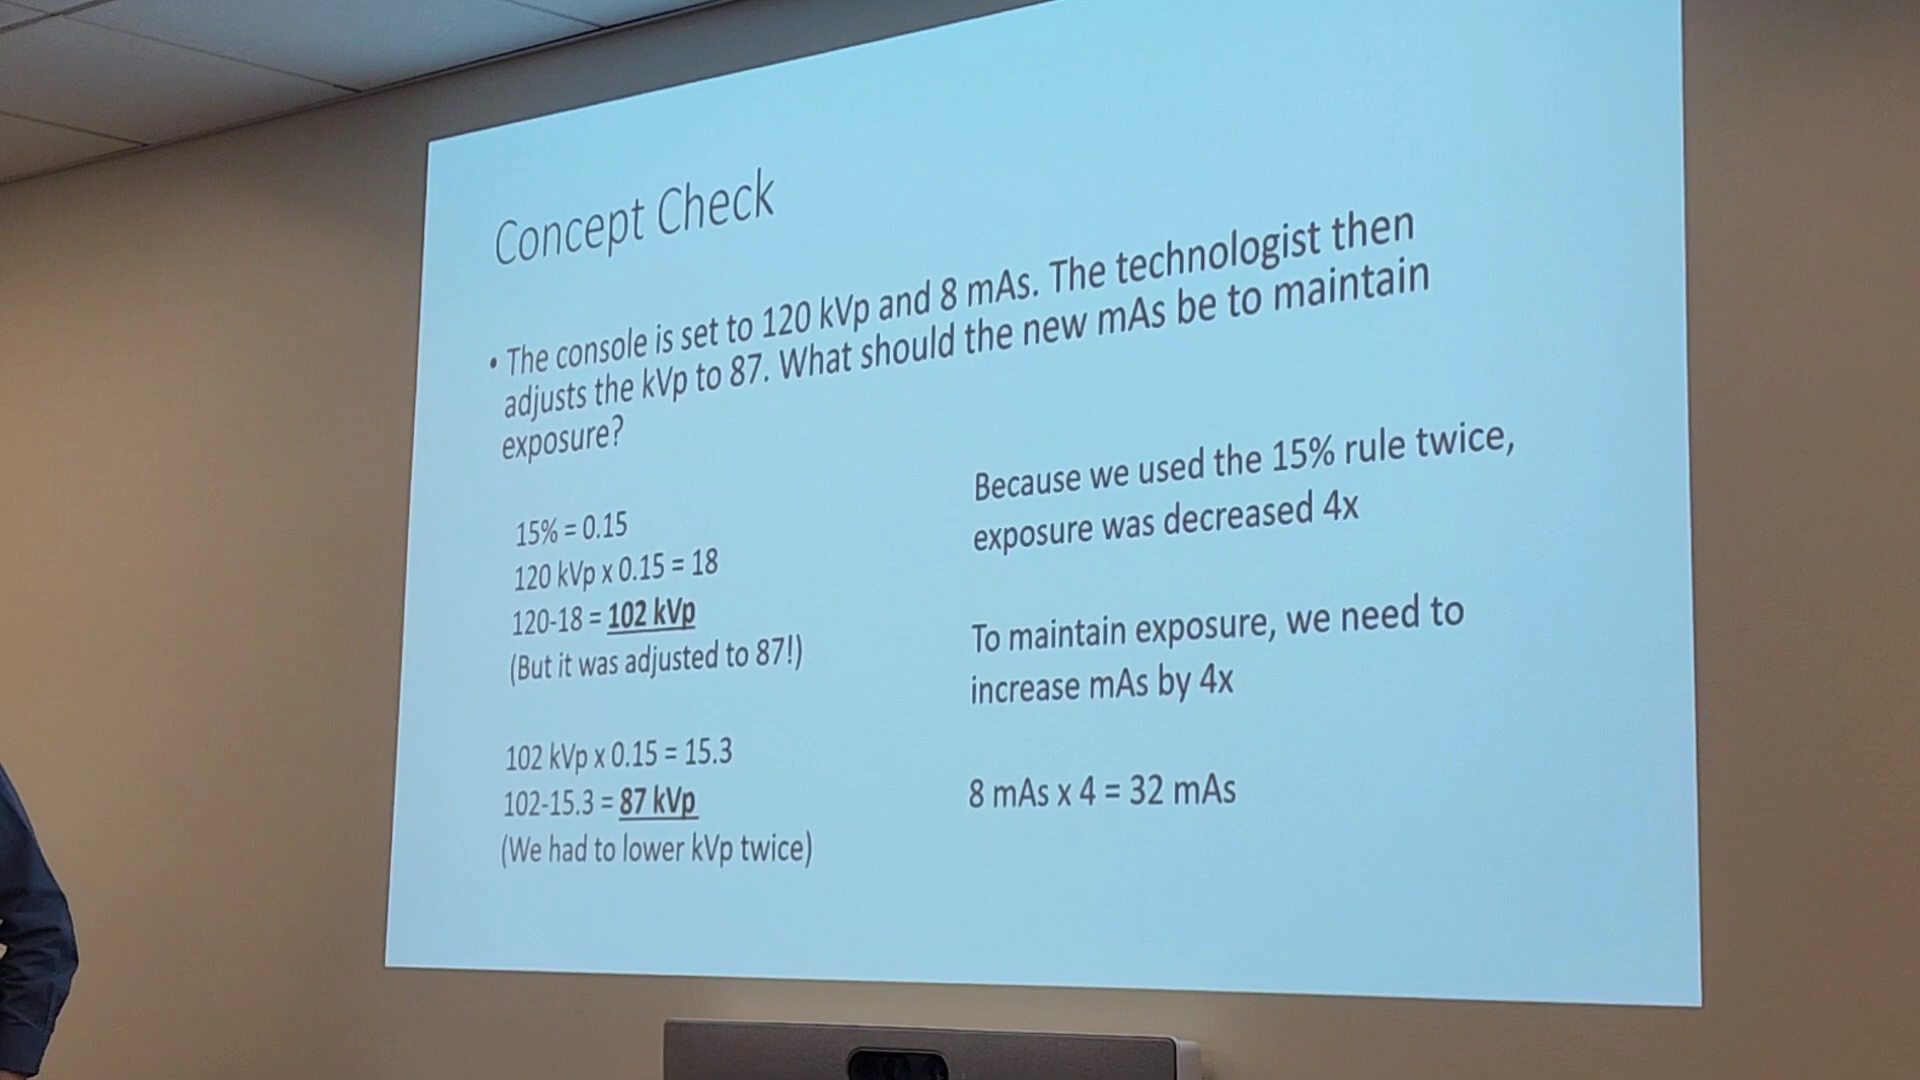 Concept Check
• The console is set to 120 kVp and 8 mAs. The technologist then
adjusts the kVp to 87. What should the new mAs be to maintain
exposure?
15% = 0.15
120 kVp x 0.15 = 18
120-18 = 102 kVp
(But it was adjusted to 87!)
102 kVp x 0.15 = 15.3
102-15.3 = 87 kVp
(We had to lower kVp twice)
Because we used the 15% rule twice,
exposure was decreased 4x
To maintain exposure, we need to
increase mAs by 4x
8 mAs x 4 = 32 mAs